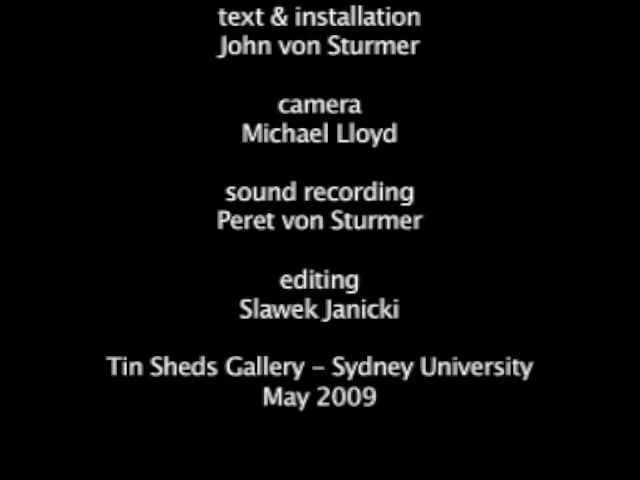 text & installation
John von Sturmer
camera
Michael Lloyd
sound recording
Peret von Sturmer
editing
Slawek Janicki
Tin Sheds Gallery – Sydney University
May 2009